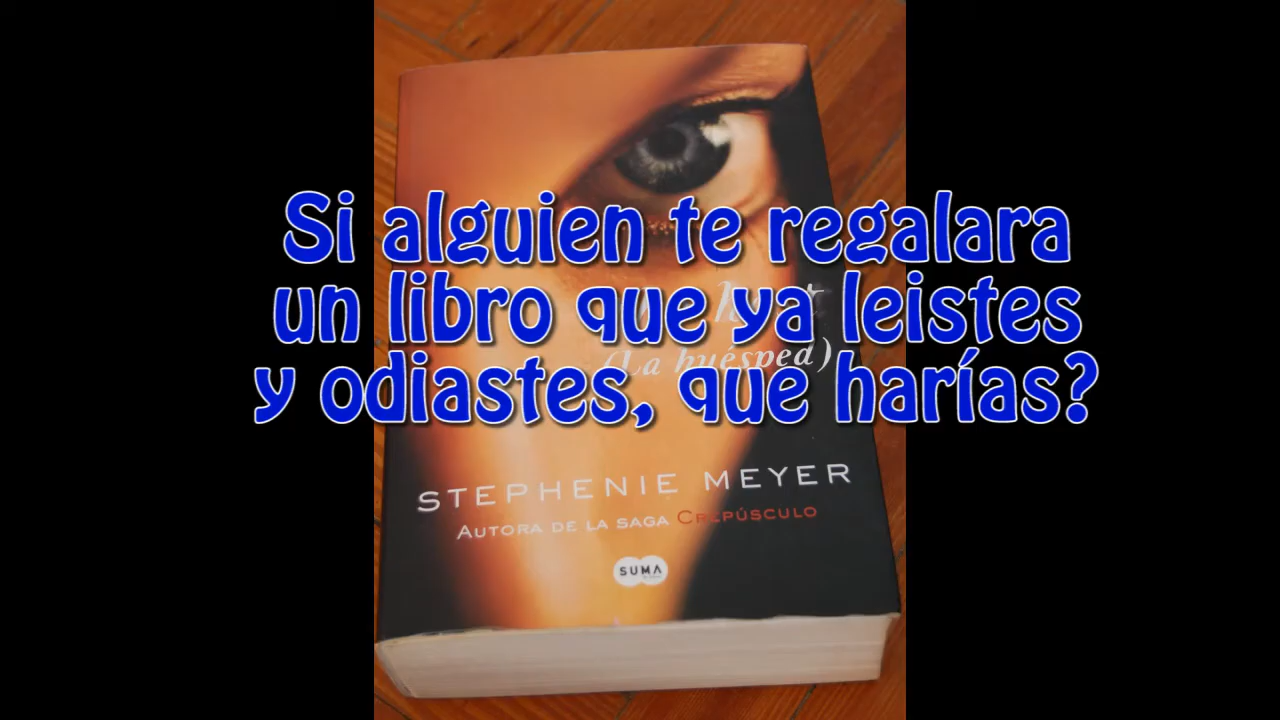 Si alguien te regalara
un libro que ya leistes
(La huésped)
y odiastes, que harías?
STEPHENIE MEYER
AUTORA DE LA SAGA CREPÚSCULO
SUMA